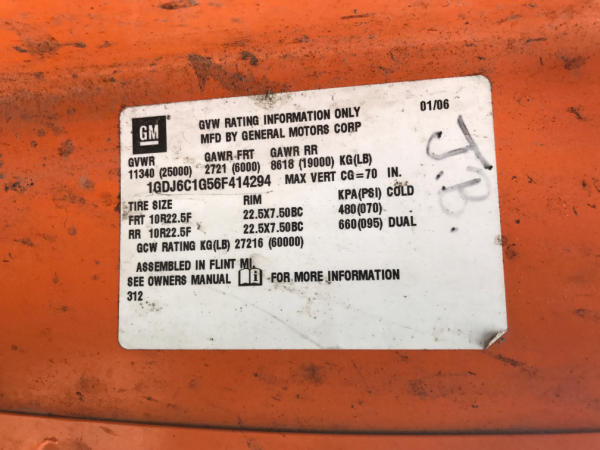 GM
GVW RATING INFORMATION ONLY 01/06
MFD BY GENERAL MOTORS CORP
GVWR GAWR FRT GAWR RR
11340 (25000) 2721 (6000) 8618 (19000) KG(LB)
1GDJ6C1G56F414294 MAX VERT CG=70 IN.
TIRE SIZE RIM KPA(PSI) COLD
FRT 10R22.5F 22.5X7.50BC 480(070)
RR 10R22.5F 22.5X7.50BC 660(095) DUAL
GCW RATING KG(LB) 27216 (60000)
ASSEMBLED IN FLINT MI.
SEE OWNERS MANUAL i FOR MORE INFORMATION
312
J.B.